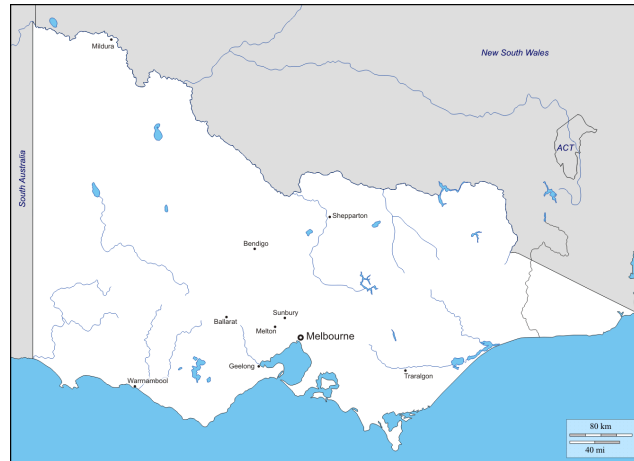 Mildura
New South Wales
ACT
South Australia
Shepparton
Bendigo
Ballarat
Sunbury
Melton
Melbourne
Geelong
Traralgon
Warrnambool
80 km
40 mi